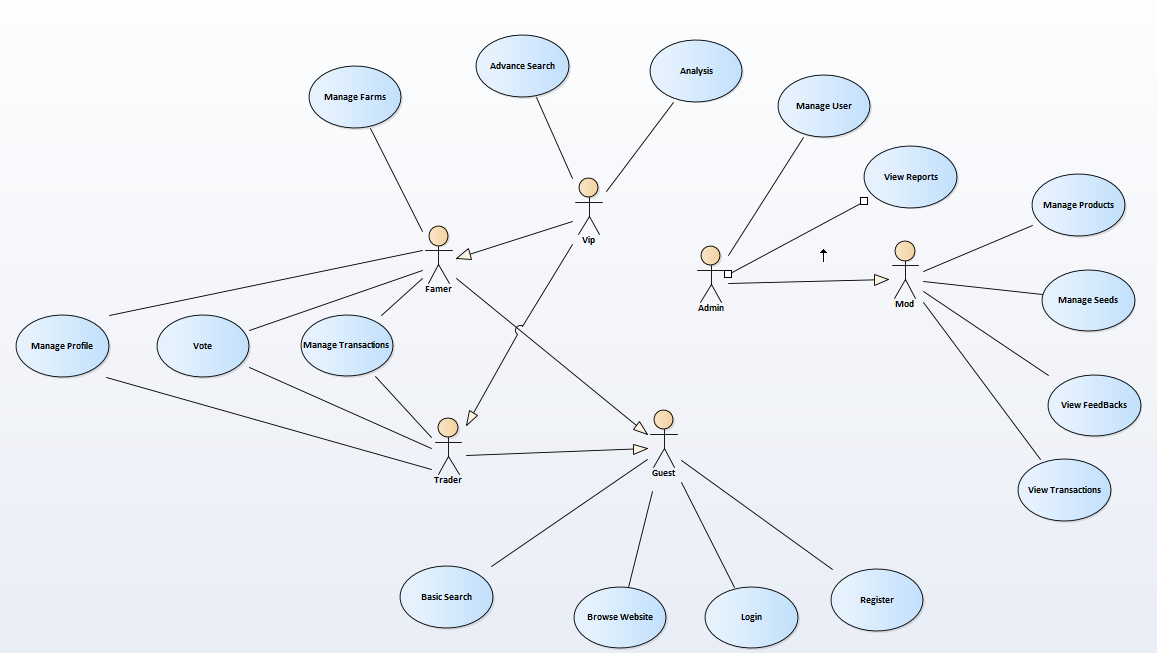 Advance Search
Analysis
Manage Farms
Manage User
View Reports
Manage Products
Vip
Famer
Admin
Mod
Manage Seeds
Manage Profile
Vote
Manage Transactions
View FeedBacks
Trader
Guest
View Transactions
Basic Search
Browse Website
Login
Register